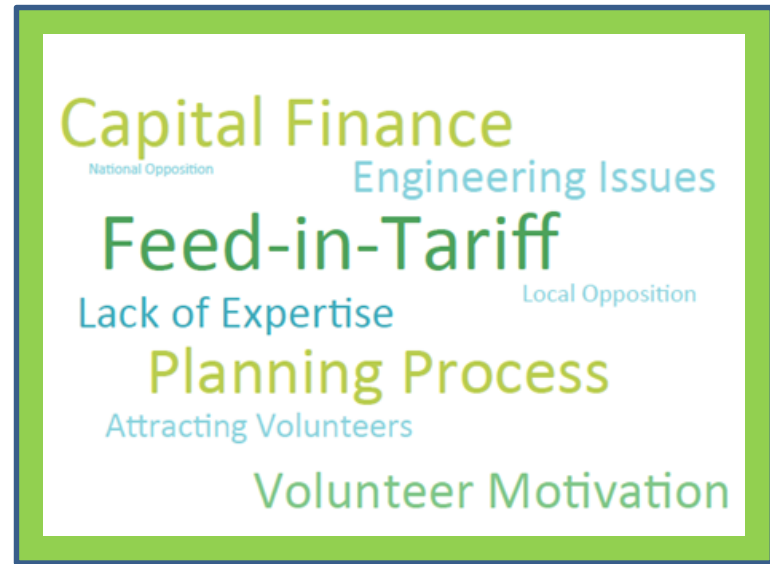 Capital Finance
National Opposition
Engineering Issues
Feed-in-Tariff
Local Opposition
Lack of Expertise
Planning Process
Attracting Volunteers
Volunteer Motivation